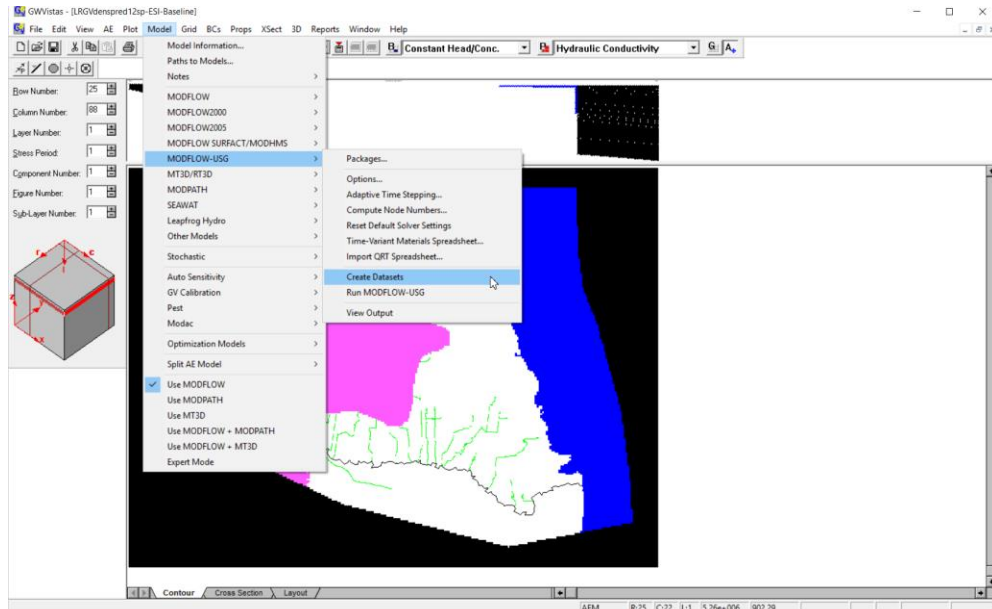 GWVistas - [LRGVdenspred12sp-ESI-Baseline]
File Edit View AE Plot Model Grid BCs Props XSect 3D Reports Window Help
Constant Head/Conc. Hydraulic Conductivity G A
Row Number: 25
Column Number: 88
Layer Number: 1
Stress Period: 1
Component Number: 1
Figure Number: 1
Sub-Layer Number: 1
r c
l
z y
x
Model Information...
Paths to Models...
Notes
MODFLOW
MODFLOW2000
MODFLOW2005
MODFLOW SURFACT/MODHMS
MODFLOW-USG
MT3D/RT3D
MODPATH
SEAWAT
Leapfrog Hydro
Other Models
Stochastic
Auto Sensitivity
GV Calibration
Pest
Modac
Optimization Models
Split AE Model
Use MODFLOW
Use MODPATH
Use MT3D
Use MODFLOW + MODPATH
Use MODFLOW + MT3D
Expert Mode
Packages...
Options...
Adaptive Time Stepping...
Compute Node Numbers...
Reset Default Solver Settings
Time-Variant Materials Spreadsheet...
Import QRT Spreadsheet...
Create Datasets
Run MODFLOW-USG
View Output
Contour Cross Section Layout
R:25 C:22 L:1 5.26e+006 902.29